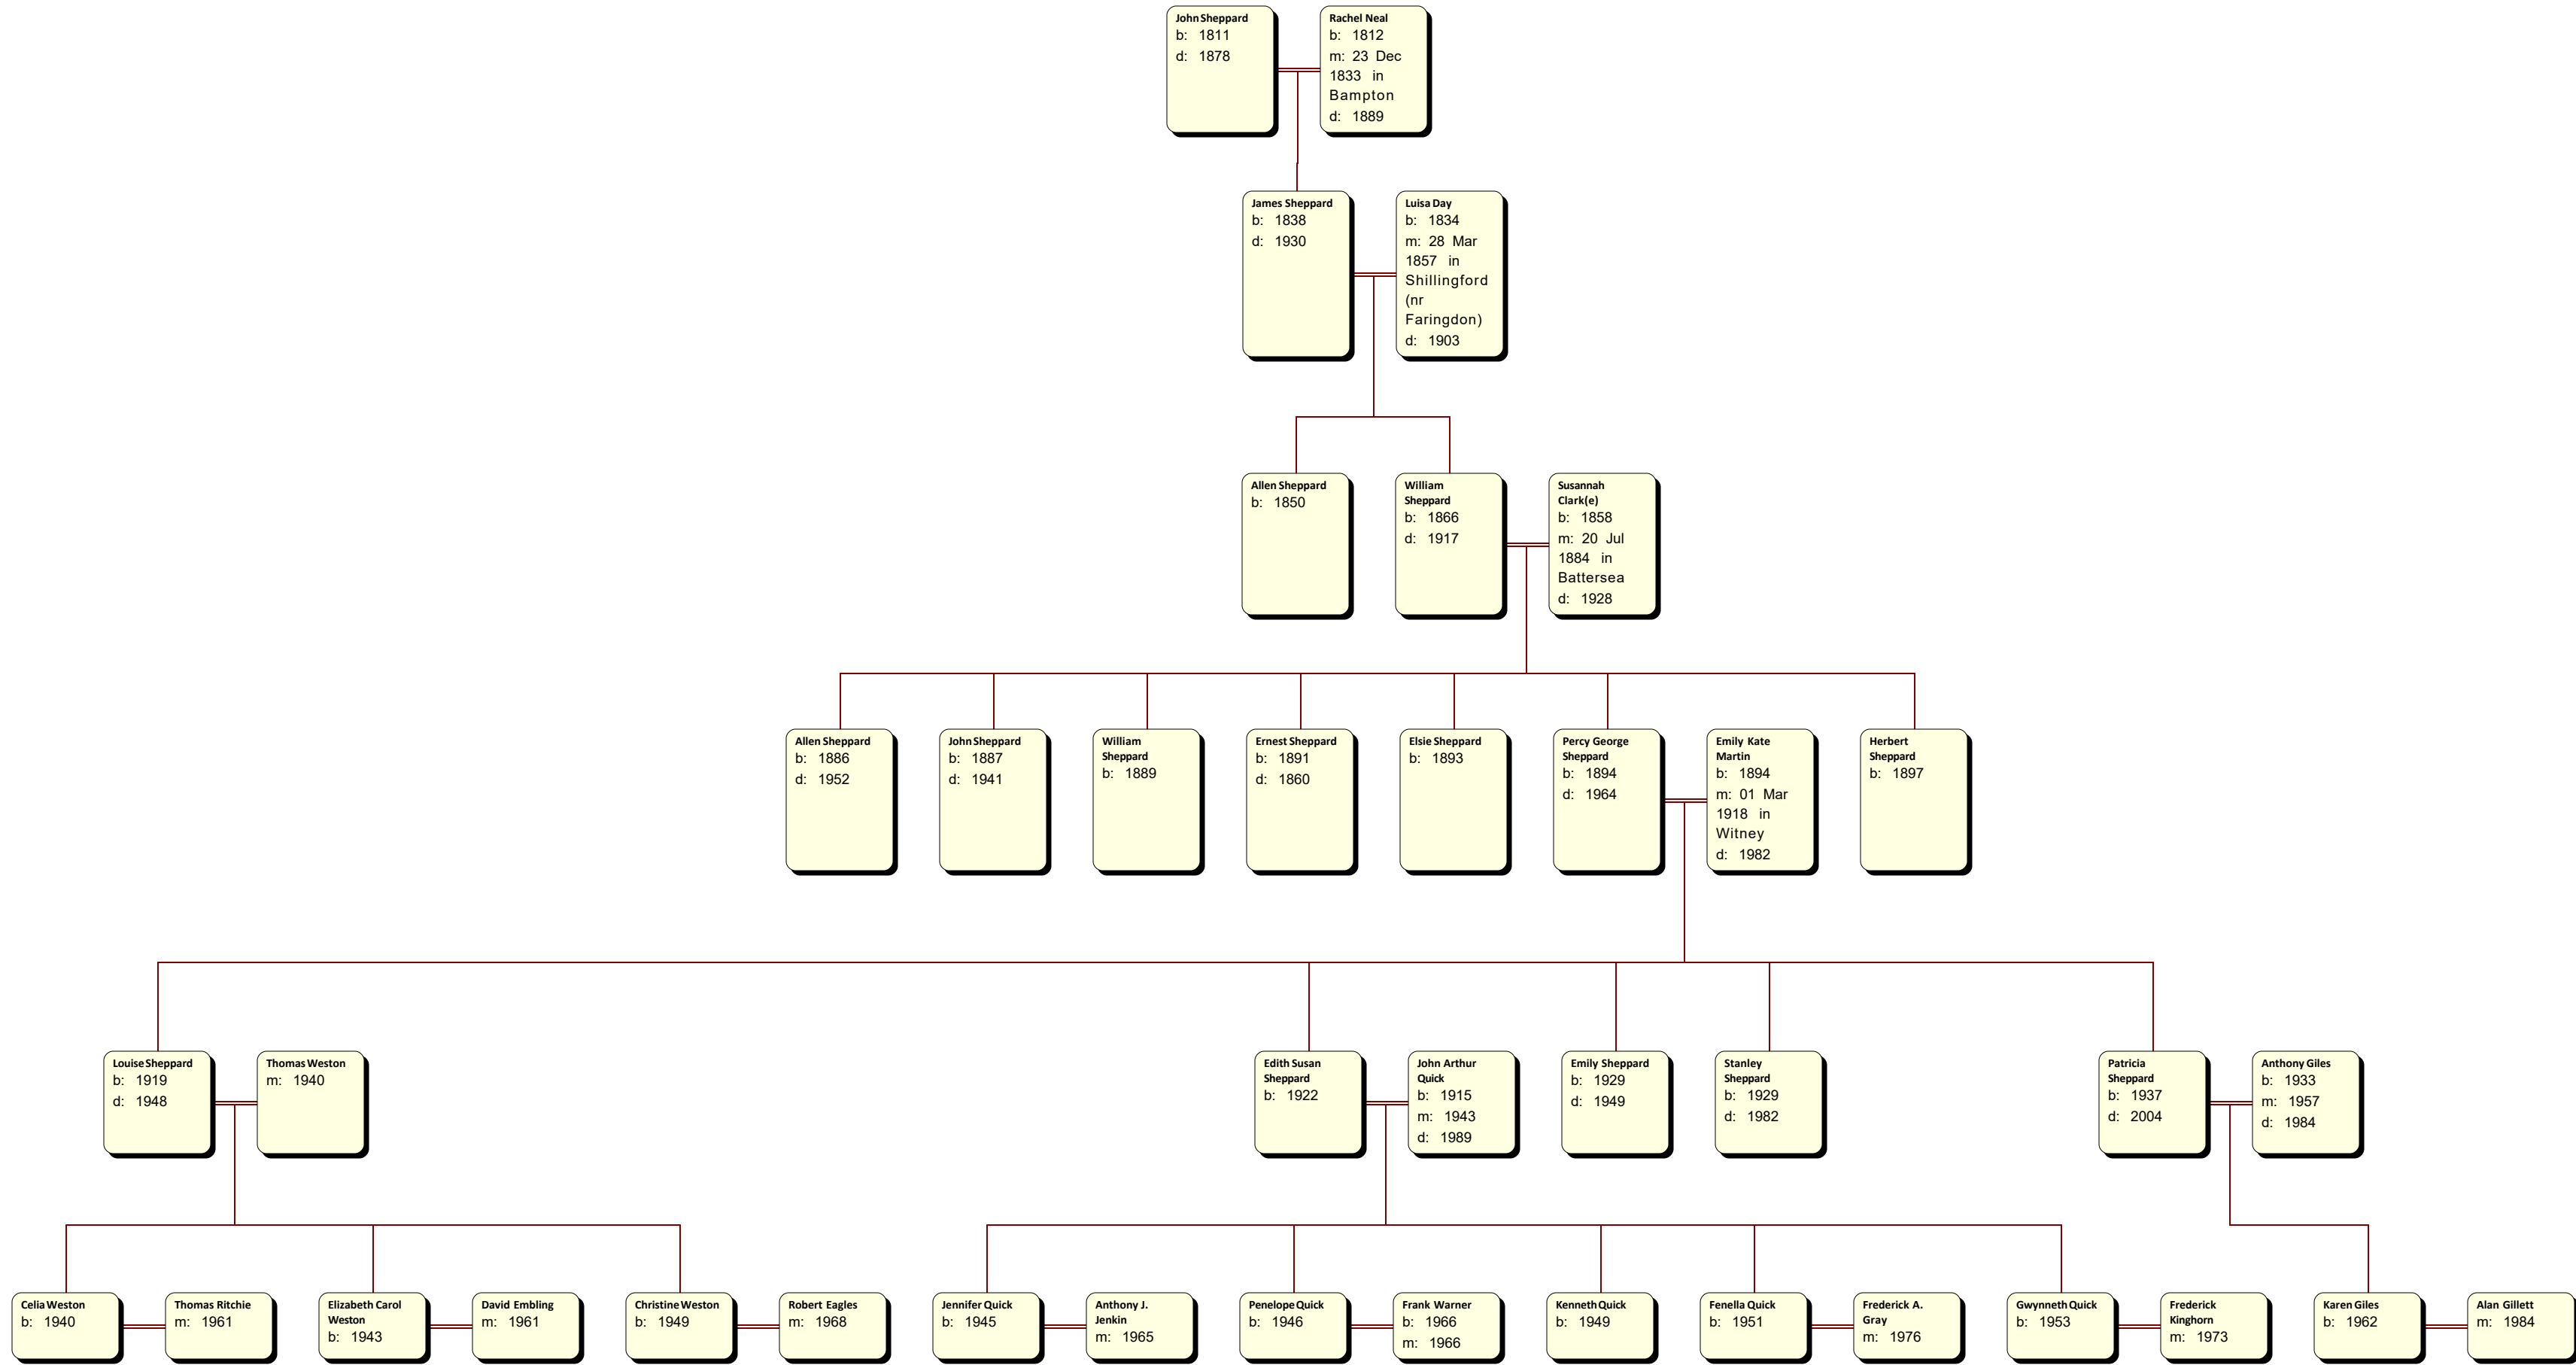 John Sheppard
b: 1811
d: 1878
Rachel Neal
b: 1812
m: 23 Dec
1833 in
Bampton
d: 1889
James Sheppard
b: 1838
d: 1930
Luisa Day
b: 1834
m: 28 Mar
1857 in
Shillingford
(nr
Faringdon)
d: 1903
Allen Sheppard
b: 1850
William
Sheppard
b: 1866
d: 1917
Susannah
Clark(e)
b: 1858
m: 20 Jul
1884 in
Battersea
d: 1928
Allen Sheppard
b: 1886
d: 1952
John Sheppard
b: 1887
d: 1941
William
Sheppard
b: 1889
Ernest Sheppard
b: 1891
d: 1860
Elsie Sheppard
b: 1893
Percy George
Sheppard
b: 1894
d: 1964
Emily Kate
Martin
b: 1894
m: 01 Mar
1918 in
Witney
d: 1982
Herbert
Sheppard
b: 1897
Louise Sheppard
b: 1919
d: 1948
Thomas Weston
m: 1940
Edith Susan
Sheppard
b: 1922
John Arthur
Quick
b: 1915
m: 1943
d: 1989
Emily Sheppard
b: 1929
d: 1949
Stanley
Sheppard
b: 1929
d: 1982
Patricia
Sheppard
b: 1937
d: 2004
Anthony Giles
b: 1933
m: 1957
d: 1984
Celia Weston
b: 1940
Thomas Ritchie
m: 1961
Elizabeth Carol
Weston
b: 1943
David Embling
m: 1961
Christine Weston
b: 1949
Robert Eagles
m: 1968
Jennifer Quick
b: 1945
Anthony J.
Jenkin
m: 1965
Penelope Quick
b: 1946
Frank Warner
b: 1966
m: 1966
Kenneth Quick
b: 1949
Fenella Quick
b: 1951
Frederick A.
Gray
m: 1976
Gwynneth Quick
b: 1953
Frederick
Kinghorn
m: 1973
Karen Giles
b: 1962
Alan Gillett
m: 1984